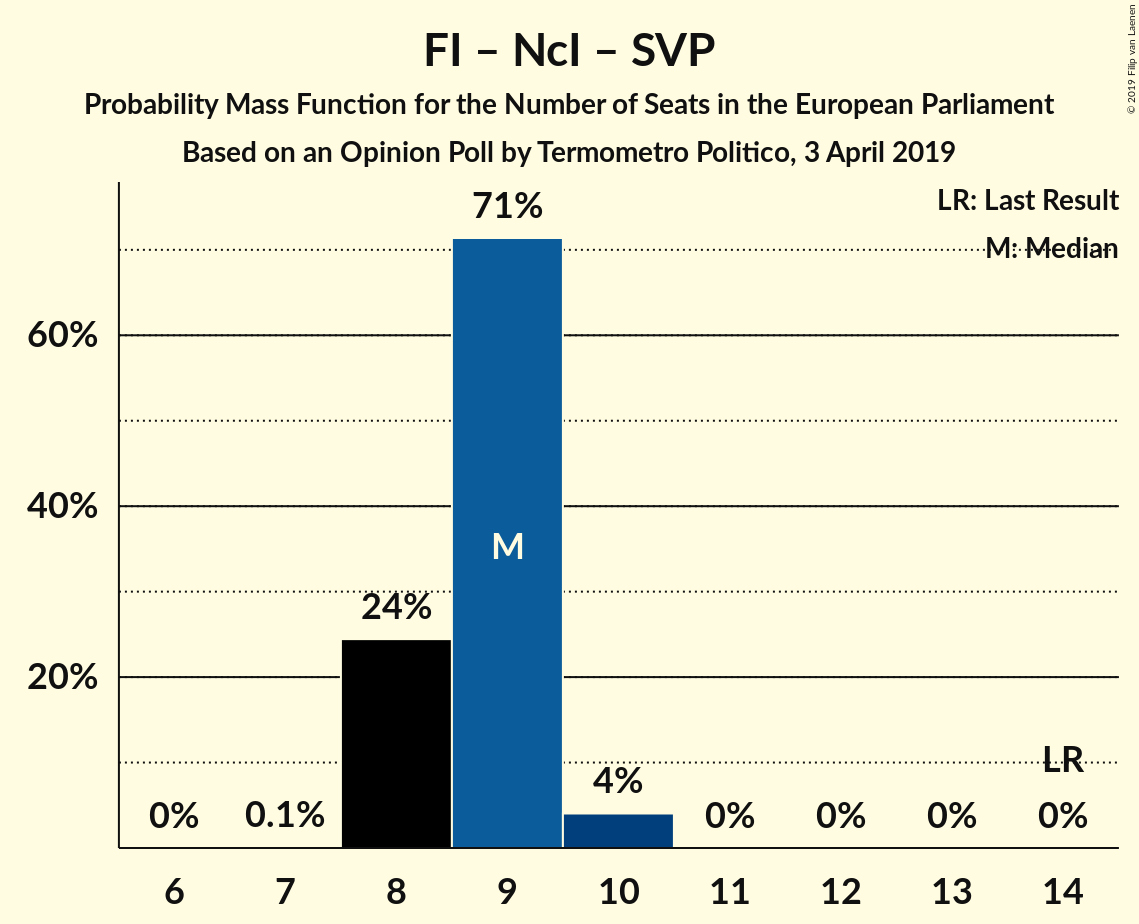 FI – NcI – SVP
Probability Mass Function for the Number of Seats in the European Parliament
Based on an Opinion Poll by Termometro Politico, 3 April 2019
© 2019 Filip van Laenen
LR: Last Result
M: Median
71%
60%
40%
M
24%
20%
LR
4%
0% 0.1% 0% 0% 0% 0%
6 7 8 9 10 11 12 13 14